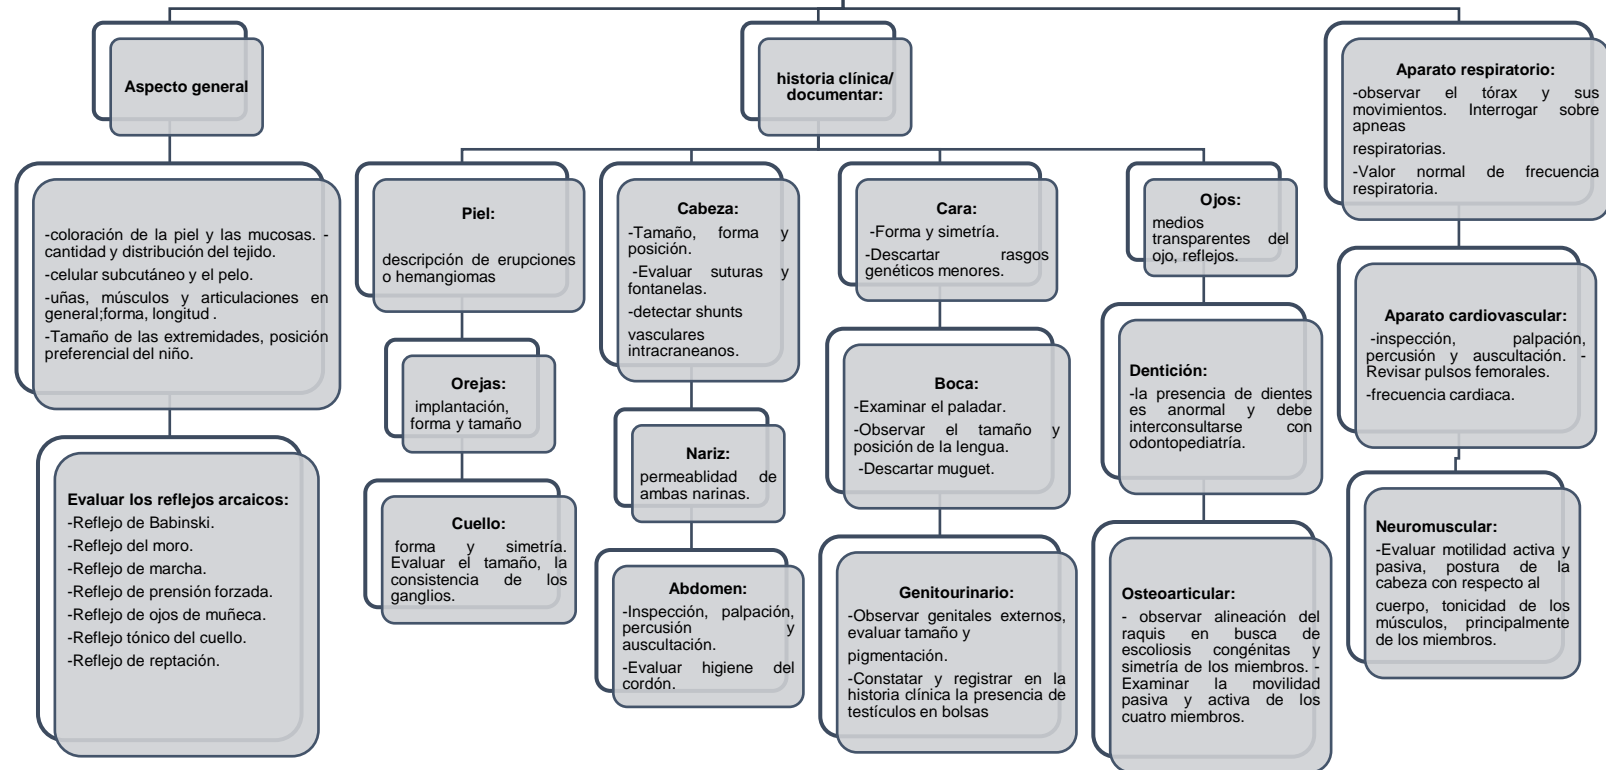 Aspecto general
-coloración de la piel y las mucosas. -
cantidad y distribución del tejido.
-celular subcutáneo y el pelo.
-uñas, músculos y articulaciones en
general;forma, longitud .
-Tamaño de las extremidades, posición
preferencial del niño.
Evaluar los reflejos arcaicos:
-Reflejo de Babinski.
-Reflejo del moro.
-Reflejo de marcha.
-Reflejo de prensión forzada.
-Reflejo de ojos de muñeca.
-Reflejo tónico del cuello.
-Reflejo de reptación.
historia clínica/
documentar:
Piel:
descripción de erupciones
o hemangiomas
Orejas:
implantación,
forma y tamaño
Cuello:
forma y simetría.
Evaluar el tamaño, la
consistencia de los
ganglios.
Cabeza:
-Tamaño, forma y
posición.
-Evaluar suturas y
fontanelas.
-detectar shunts
vasculares
intracraneanos.
Nariz:
permeablidad de
ambas narinas.
Abdomen:
-Inspección, palpación,
percusión y
auscultación.
-Evaluar higiene del
cordón.
Cara:
-Forma y simetría.
-Descartar rasgos
genéticos menores.
Boca:
-Examinar el paladar.
-Observar el tamaño y
posición de la lengua.
-Descartar muguet.
Genitourinario:
-Observar genitales externos,
evaluar tamaño y
pigmentación.
-Constatar y registrar en la
historia clínica la presencia de
testículos en bolsas
Ojos:
medios
transparentes del
ojo, reflejos.
Dentición:
-la presencia de dientes
es anormal y debe
interconsultarse con
odontopediatría.
Osteoarticular:
- observar alineación del
raquis en busca de
escoliosis congénitas y
simetría de los miembros. -
Examinar la movilidad
pasiva y activa de los
cuatro miembros.
Aparato respiratorio:
-observar el tórax y sus
movimientos. Interrogar sobre
apneas
respiratorias.
-Valor normal de frecuencia
respiratoria.
Aparato cardiovascular:
-inspección, palpación,
percusión y auscultación. -
Revisar pulsos femorales.
-frecuencia cardiaca.
Neuromuscular:
-Evaluar motilidad activa y
pasiva, postura de la
cabeza con respecto al
cuerpo, tonicidad de los
músculos, principalmente
de los miembros.